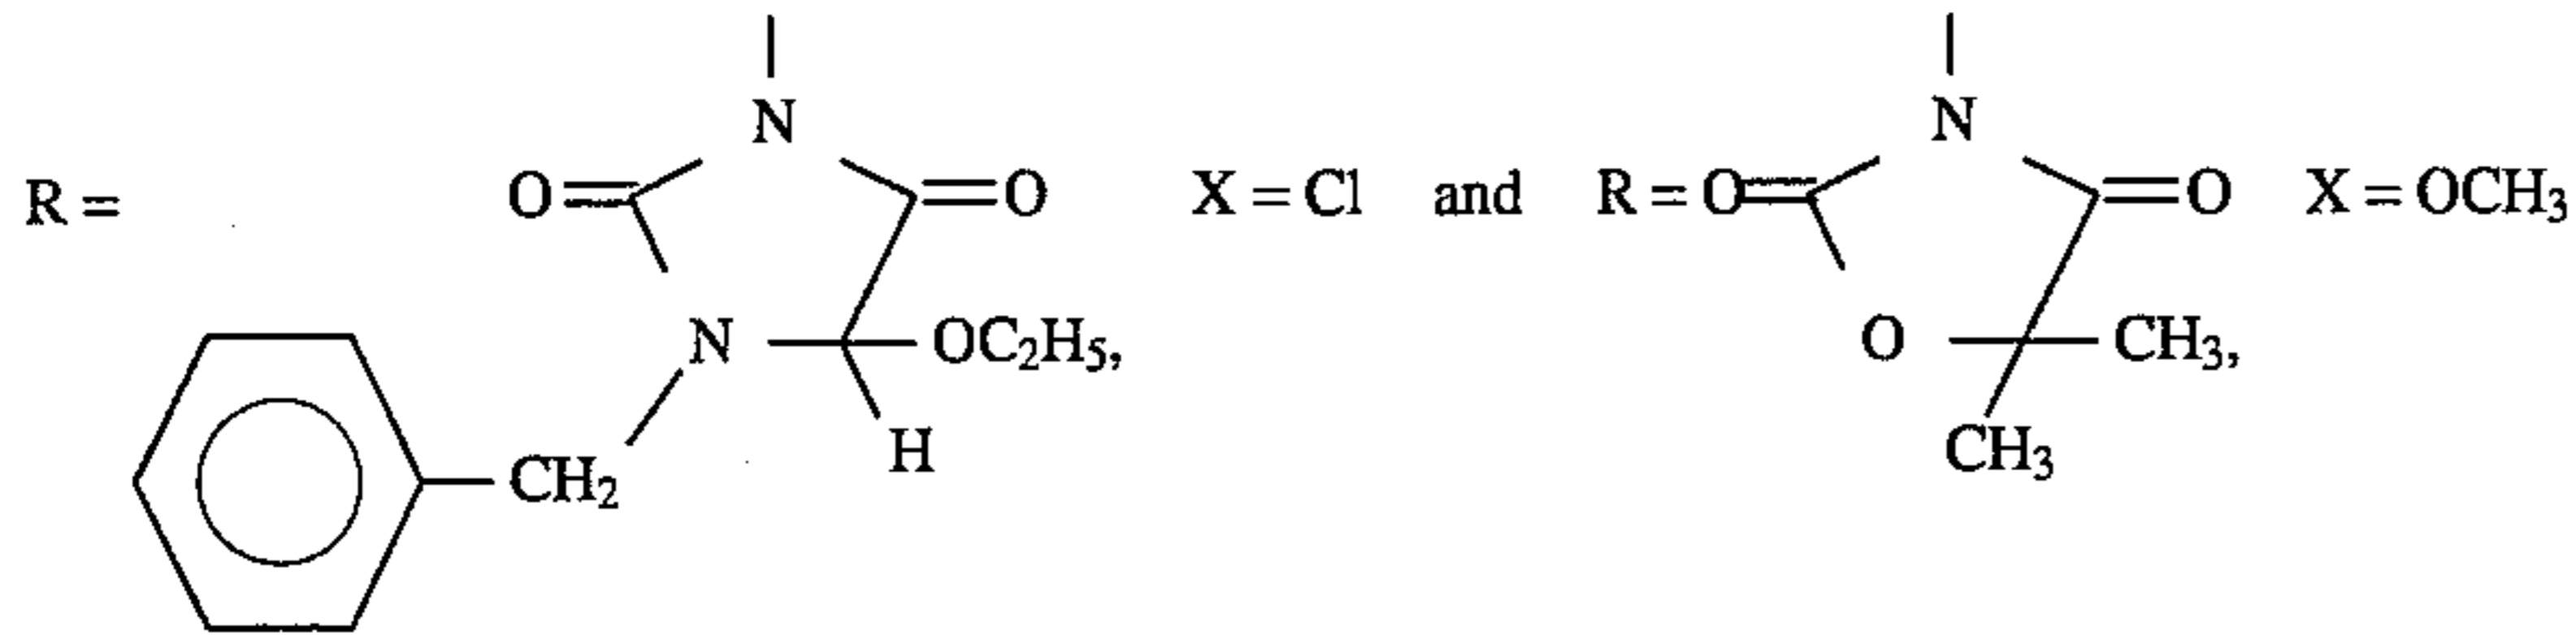 N N
R = O O X = Cl and R = O O X = OCH₃
N OC₂H₅, O CH₃,
CH₂ H CH₃